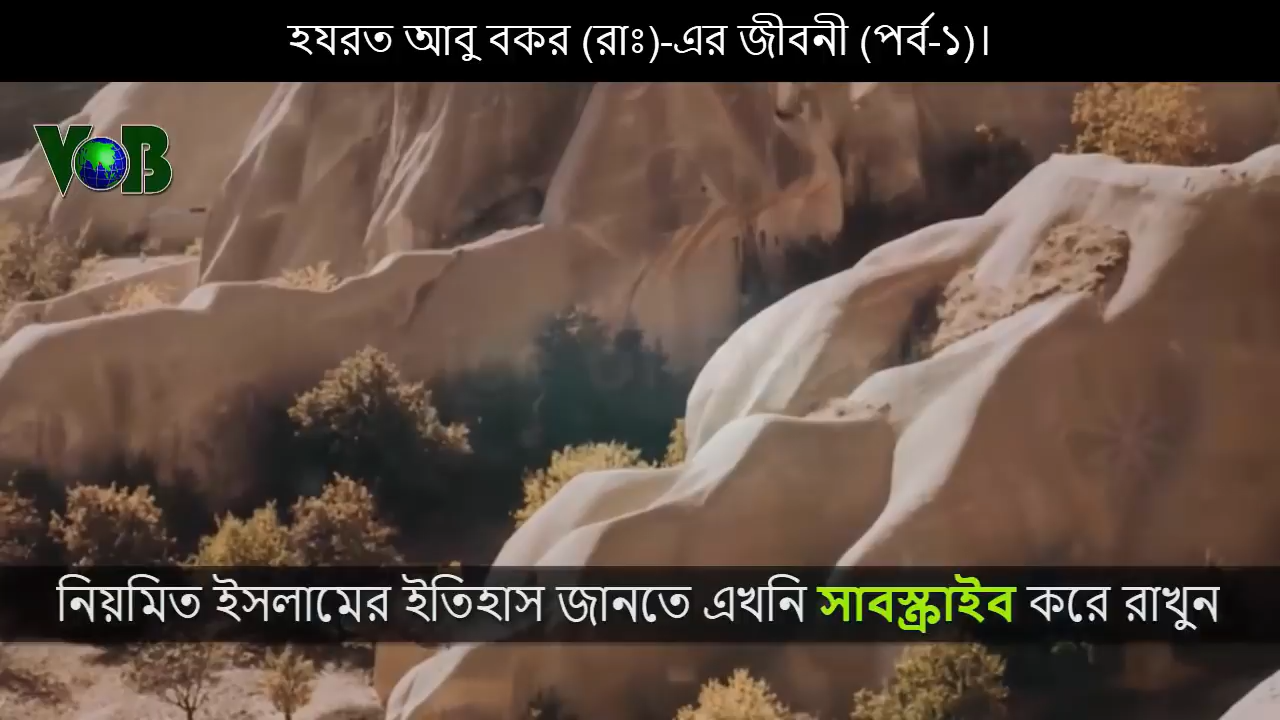 হযরত আবু বকর (রাঃ)-এর জীবনী (পর্ব-১)।
VOB
নিয়মিত ইসলামের ইতিহাস জানতে এখনি সাবস্ক্রাইব করে রাখুন